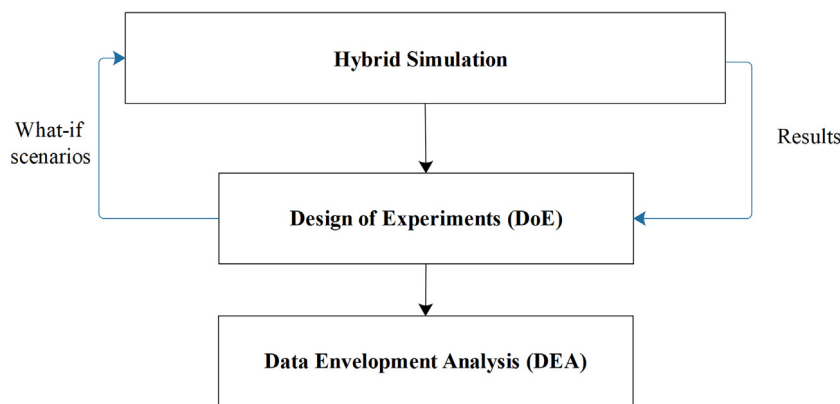 Hybrid Simulation
What-if
scenarios
Results
Design of Experiments (DoE)
Data Envelopment Analysis (DEA)